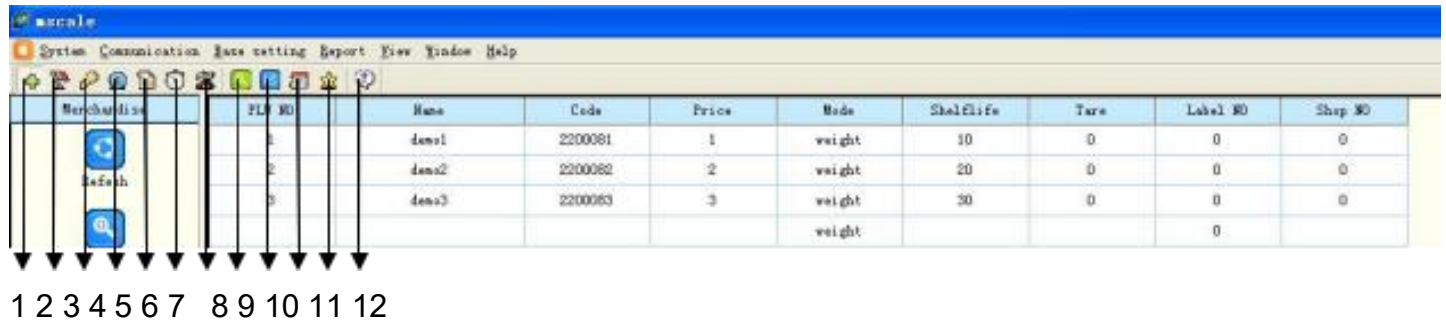 mscale
System Communication Base setting Report View Window Help
Merchandise PLU NO Name Code Price Mode Shelflife Tare Label NO Shop NO
1 demo1 2200081 1 weight 10 0 0 0
Refresh
2 demo2 2200082 2 weight 20 0 0 0
3 demo3 2200083 3 weight 30 0 0 0
weight 0
1 2 3 4 5 6 7 8 9 10 11 12